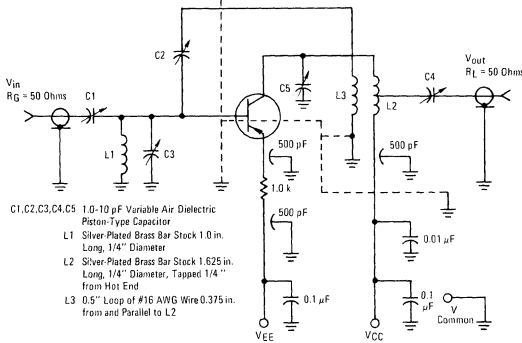 C2
Vin
RG = 50 Ohms
C1
L1
C3
C5
L3
L2
C4
Vout
RL = 50 Ohms
500 pF
500 pF
1.0 k
500 pF
0.01 µF
0.1 µF
0.1
µF
V
Common
VEE
VCC
C1,C2,C3,C4,C5 1.0-10 pF Variable Air Dielectric
Piston-Type Capacitor
L1 Silver-Plated Brass Bar Stock 1.0 in.
Long, 1/4" Diameter
L2 Silver-Plated Brass Bar Stock 1.625 in.
Long, 1/4" Diameter, Tapped 1/4"
from Hot End
L3 0.5" Loop of #16 AWG Wire 0.375 in.
from and Parallel to L2